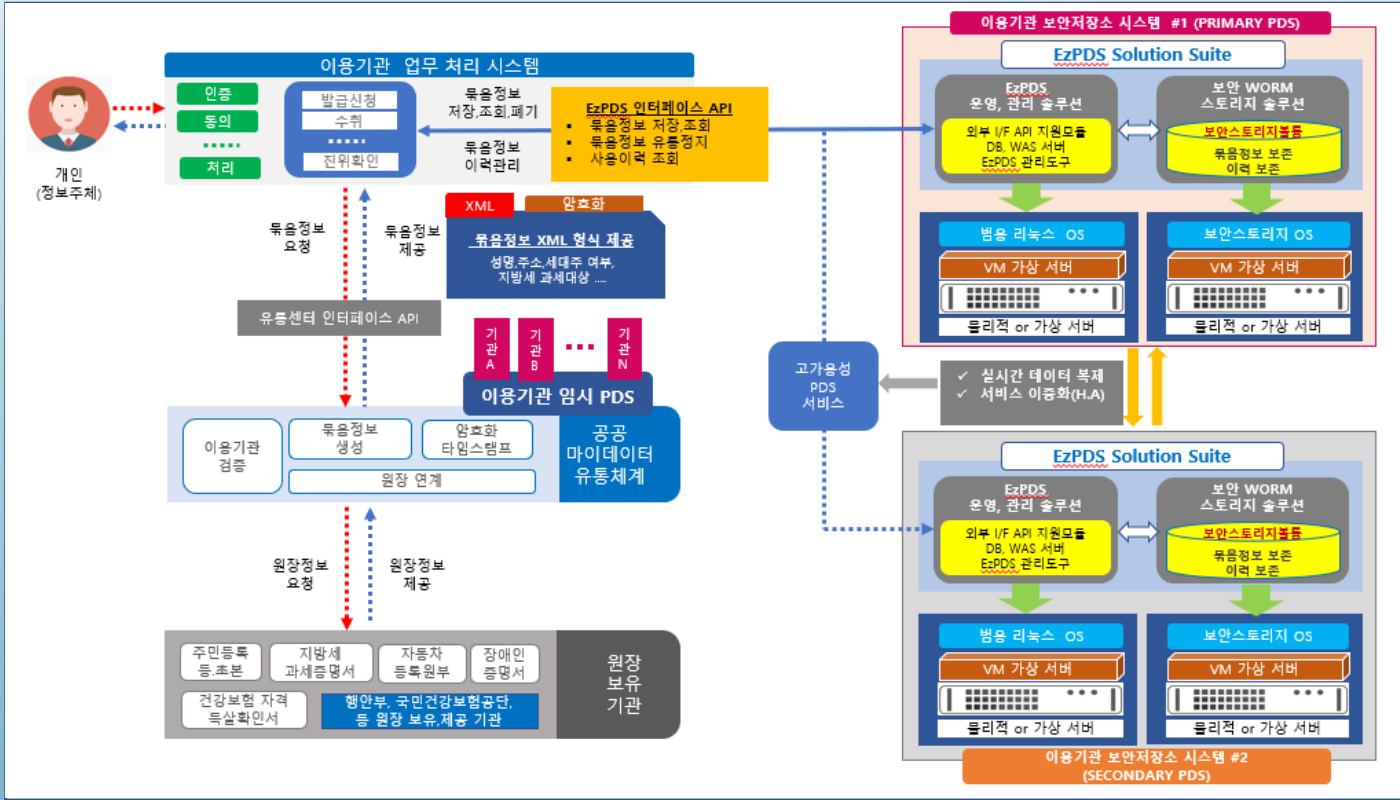 이용기관 보안저장소 시스템 #1 (PRIMARY PDS)
EzPDS Solution Suite
EzPDS
운영, 관리 솔루션
외부 I/F API 지원모듈
DB, WAS 서버
EzPDS 관리도구
보안 WORM
스토리지 솔루션
보안스토리지볼륨
묶음정보 보존
이력 보존
범용 리눅스 OS
VM 가상 서버
물리적 or 가상 서버
보안스토리지 OS
VM 가상 서버
물리적 or 가상 서버
이용기관 업무 처리 시스템
인증
동의
처리
발급신청
수취
진위확인
묶음정보
저장,조회,폐기
묶음정보
이력관리
EzPDS 인터페이스 API
▪ 묶음정보 저장,조회
▪ 묶음정보 유통정지
▪ 사용이력 조회
개인
(정보주체)
묶음정보
요청
묶음정보
제공
XML
암호화
묶음정보 XML 형식 제공
성명,주소,세대주 여부,
지방세 과세대상 ....
유통센터 인터페이스 API
기관 A
기관 B
기관 N
이용기관 임시 PDS
고가용성
PDS
서비스
✓ 실시간 데이터 복제
✓ 서비스 이중화(H.A)
이용기관
검증
묶음정보
생성
암호화
타임스탬프
원장 연계
공공
마이데이터
유통체계
원장정보
요청
원장정보
제공
주민등록
등.초본
지방세
과세증명서
자동차
등록원부
장애인
증명서
건강보험 자격
득살확인서
행안부, 국민건강보험공단,
등 원장 보유,제공 기관
원장
보유
기관
EzPDS Solution Suite
EzPDS
운영, 관리 솔루션
외부 I/F API 지원모듈
DB, WAS 서버
EzPDS 관리도구
보안 WORM
스토리지 솔루션
보안스토리지볼륨
묶음정보 보존
이력 보존
범용 리눅스 OS
VM 가상 서버
물리적 or 가상 서버
보안스토리지 OS
VM 가상 서버
물리적 or 가상 서버
이용기관 보안저장소 시스템 #2
(SECONDARY PDS)